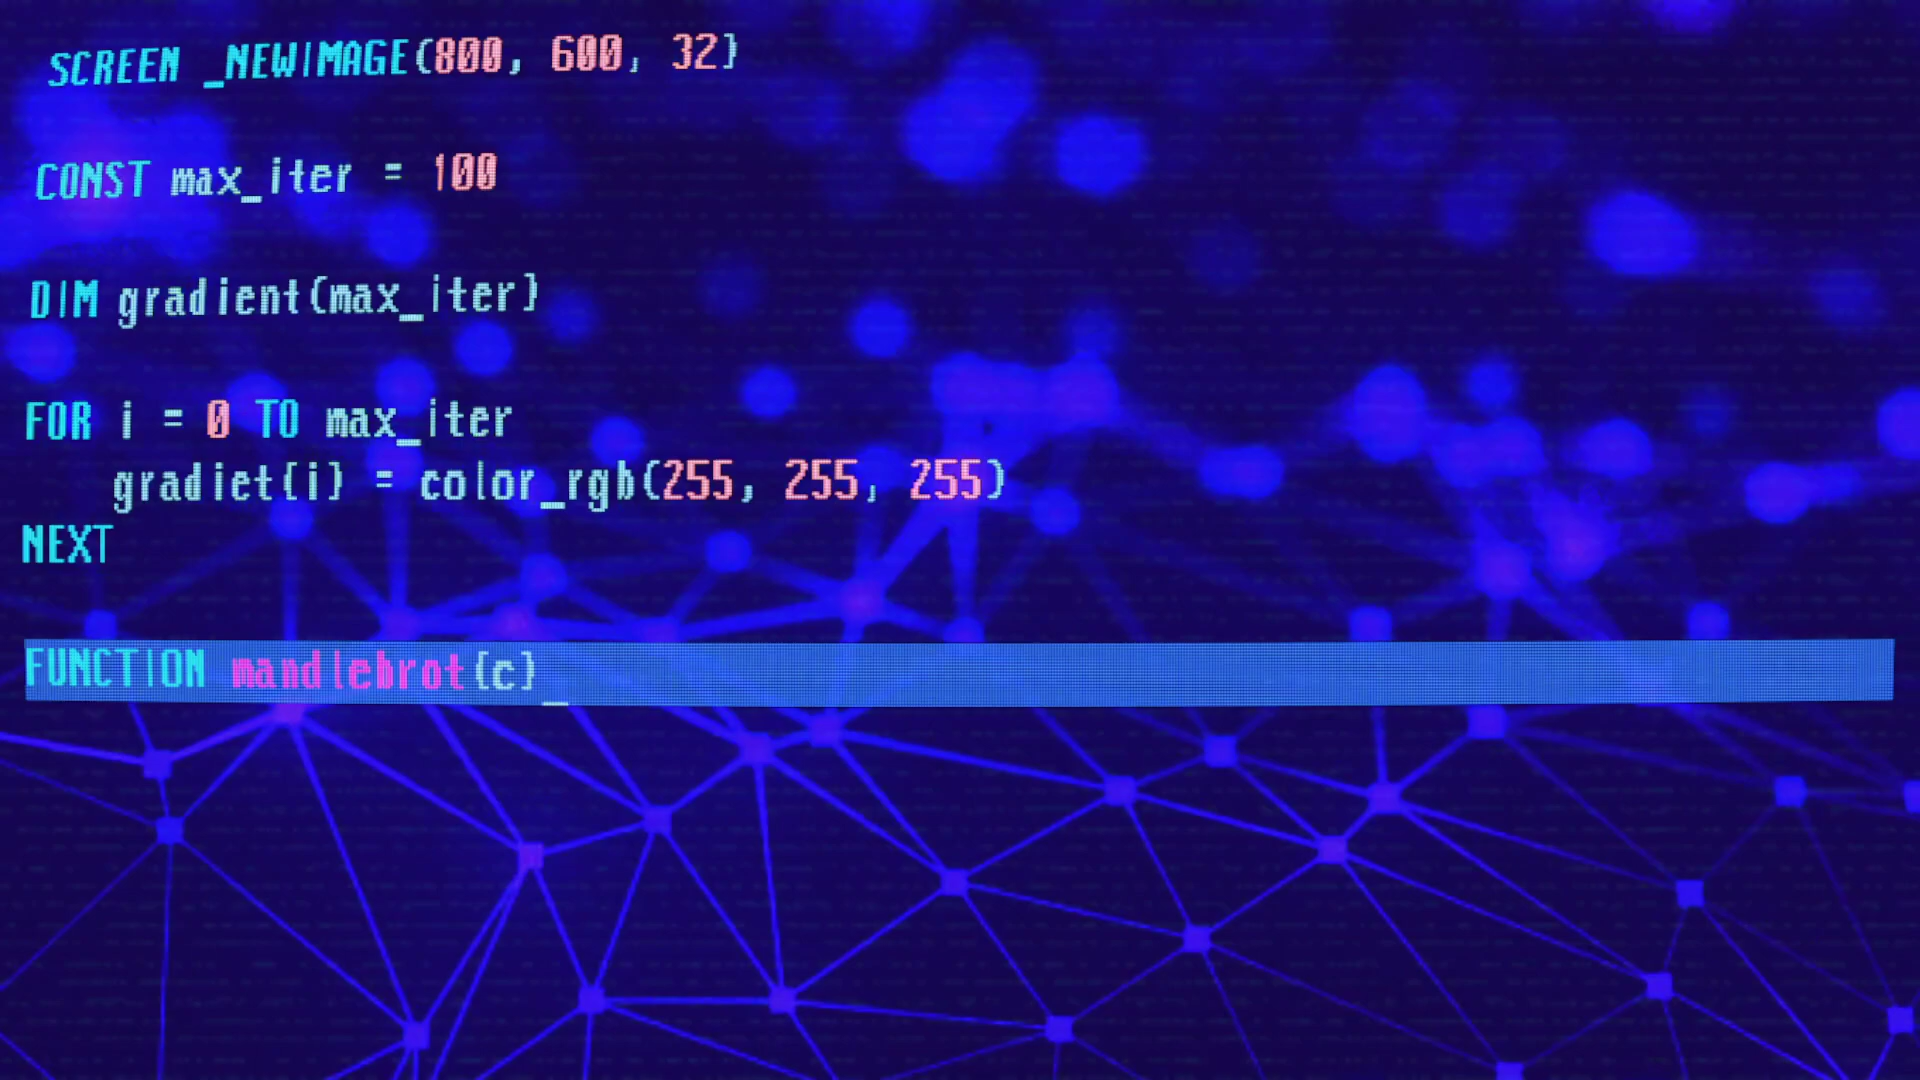 SCREEN _NEWIMAGE(800, 600, 32)
CONST max_iter = 100
DIM gradient(max_iter)
FOR i = 0 TO max_iter
gradiet(i) = color_rgb(255, 255, 255)
NEXT
FUNCTION mandlebrot(c)_